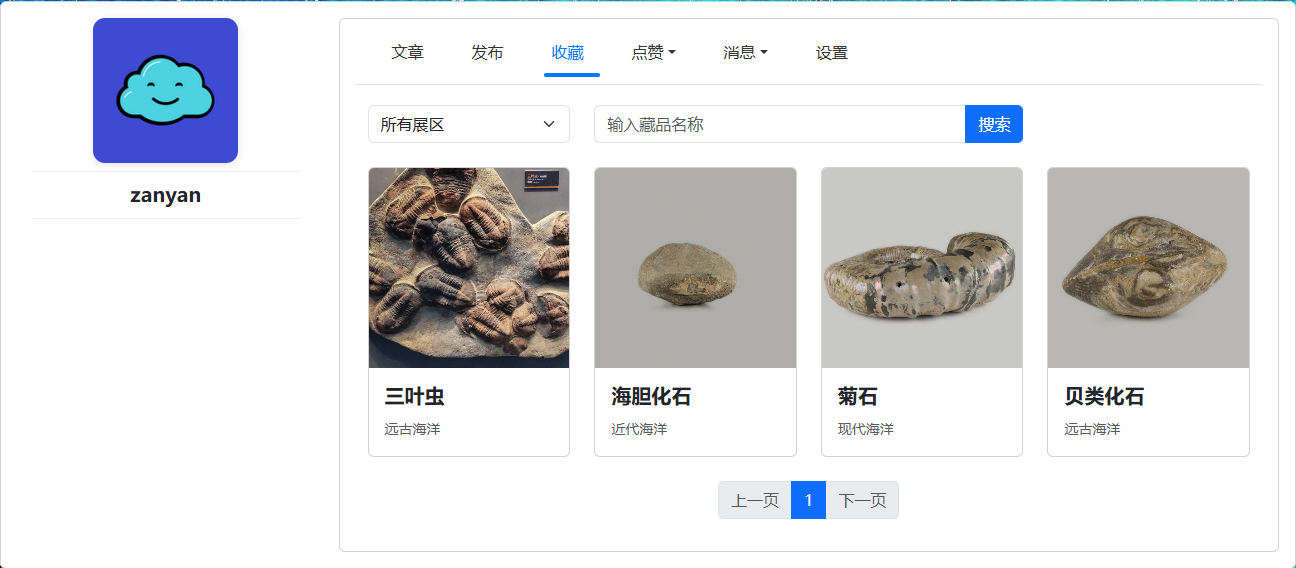 zanyan
文章 发布 收藏 点赞 消息 设置
所有展区 输入藏品名称 搜索
三叶虫 海胆化石 菊石 贝类化石
远古海洋 近代海洋 现代海洋 远古海洋
上一页 1 下一页